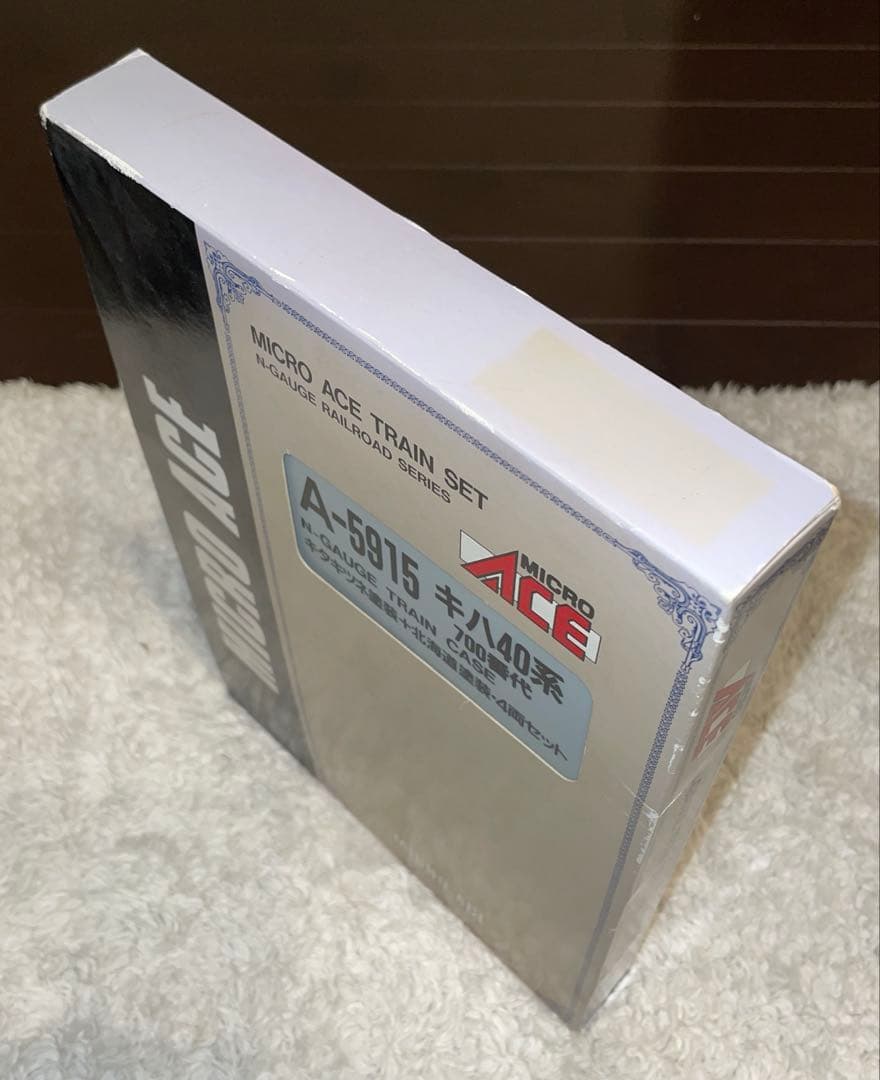 MICRO ACE
MICRO ACE TRAIN SET
N-GAUGE RAILROAD SERIES
MICRO
ACE
A-5915 キハ40系
700番代
N-GAUGE TRAIN CASE
キタキツネ塗装+北海道塗装・4両セット
ACE